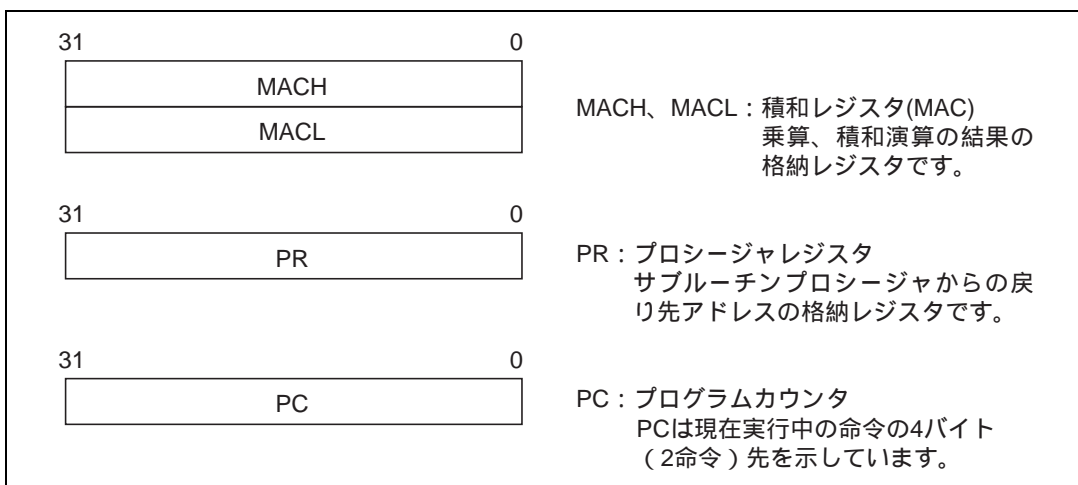 31 0
MACH
MACL
MACH、MACL：積和レジスタ(MAC)
乗算、積和演算の結果の
格納レジスタです。
31 0
PR
PR：プロシージャレジスタ
サブルーチンプロシージャからの戻
り先アドレスの格納レジスタです。
31 0
PC
PC：プログラムカウンタ
PCは現在実行中の命令の4バイト
（2命令）先を示しています。